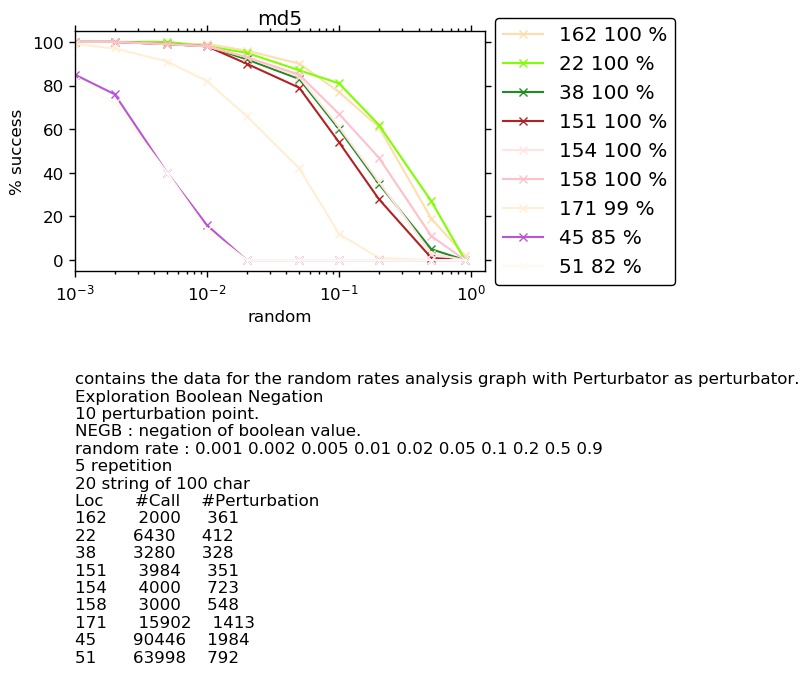 md5
100
80
60
40
20
0
% success
10^-3
10^-2
10^-1
10^0
random
162 100 %
22 100 %
38 100 %
151 100 %
154 100 %
158 100 %
171 99 %
45 85 %
51 82 %
contains the data for the random rates analysis graph with Perturbator as perturbator.
Exploration Boolean Negation
10 perturbation point.
NEGB : negation of boolean value.
random rate : 0.001 0.002 0.005 0.01 0.02 0.05 0.1 0.2 0.5 0.9
5 repetition
20 string of 100 char
Loc #Call #Perturbation
162 2000 361
22 6430 412
38 3280 328
151 3984 351
154 4000 723
158 3000 548
171 15902 1413
45 90446 1984
51 63998 792